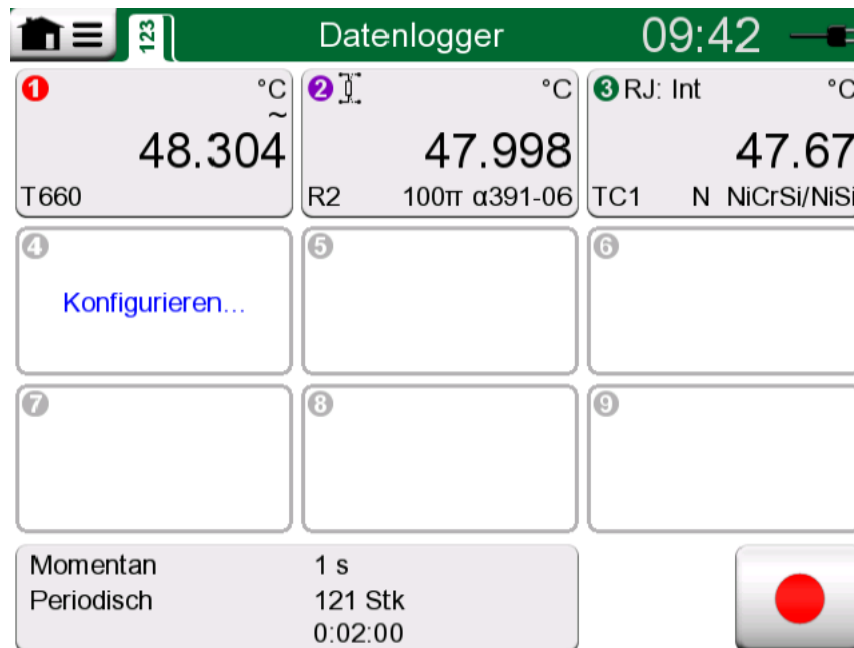 123
Datenlogger
09:42
1
°C
~
48.304
T660
2
°C
47.998
R2 100π α391-06
3 RJ: Int °C
47.67
TC1 N NiCrSi/NiSi
4
Konfigurieren...
5
6
7
8
9
Momentan 1 s
Periodisch 121 Stk
0:02:00